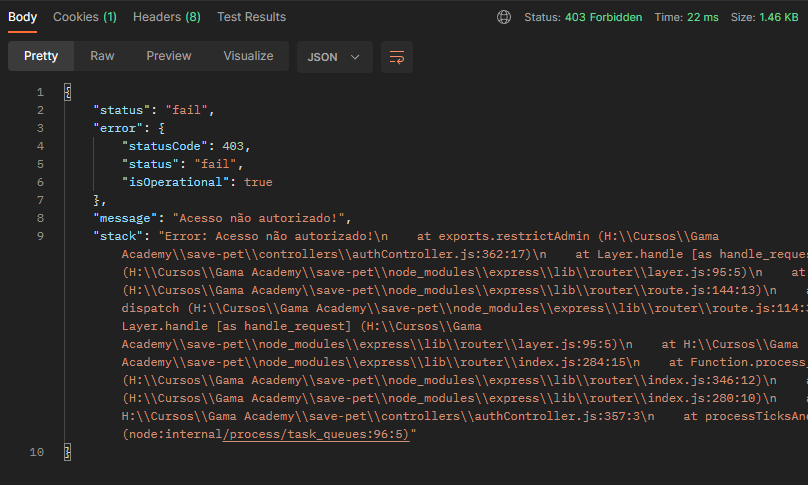 Body Cookies (1) Headers (8) Test Results Status: 403 Forbidden Time: 22 ms Size: 1.46 KB
Pretty Raw Preview Visualize JSON
1 {
2 "status": "fail",
3 "error": {
4 "statusCode": 403,
5 "status": "fail",
6 "isOperational": true
7 },
8 "message": "Acesso não autorizado!",
9 "stack": "Error: Acesso não autorizado!\n    at exports.restrictAdmin (H:\\Cursos\\Gama
Academy\\save-pet\\controllers\\authController.js:362:17)\n    at Layer.handle [as handle_reques
(H:\\Cursos\\Gama Academy\\save-pet\\node_modules\\express\\lib\\router\\layer.js:95:5)\n    at
(H:\\Cursos\\Gama Academy\\save-pet\\node_modules\\express\\lib\\router\\route.js:144:13)\n    a
dispatch (H:\\Cursos\\Gama Academy\\save-pet\\node_modules\\express\\lib\\router\\route.js:114:3
Layer.handle [as handle_request] (H:\\Cursos\\Gama
Academy\\save-pet\\node_modules\\express\\lib\\router\\layer.js:95:5)\n    at H:\\Cursos\\Gama
Academy\\save-pet\\node_modules\\express\\lib\\router\\index.js:284:15\n    at Function.process_
(H:\\Cursos\\Gama Academy\\save-pet\\node_modules\\express\\lib\\router\\index.js:346:12)\n    a
(H:\\Cursos\\Gama Academy\\save-pet\\node_modules\\express\\lib\\router\\index.js:280:10)\n    a
H:\\Cursos\\Gama Academy\\save-pet\\controllers\\authController.js:357:3\n    at processTicksAnd
(node:internal/process/task_queues:96:5)"
10 }